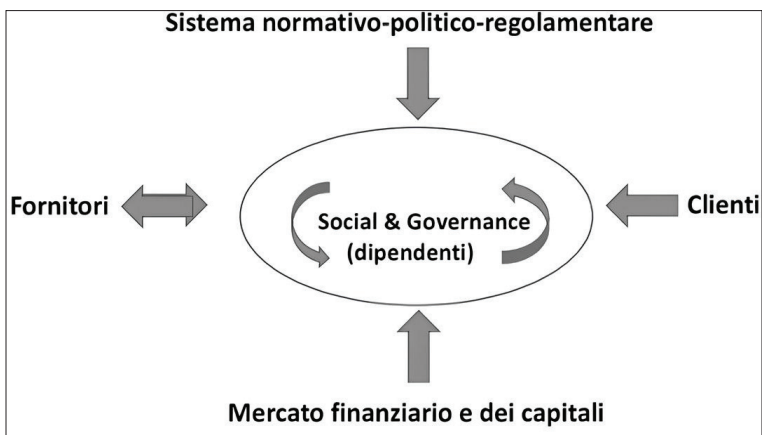 Sistema normativo-politico-regolamentare
Fornitori
Social & Governance
(dipendenti)
Clienti
Mercato finanziario e dei capitali